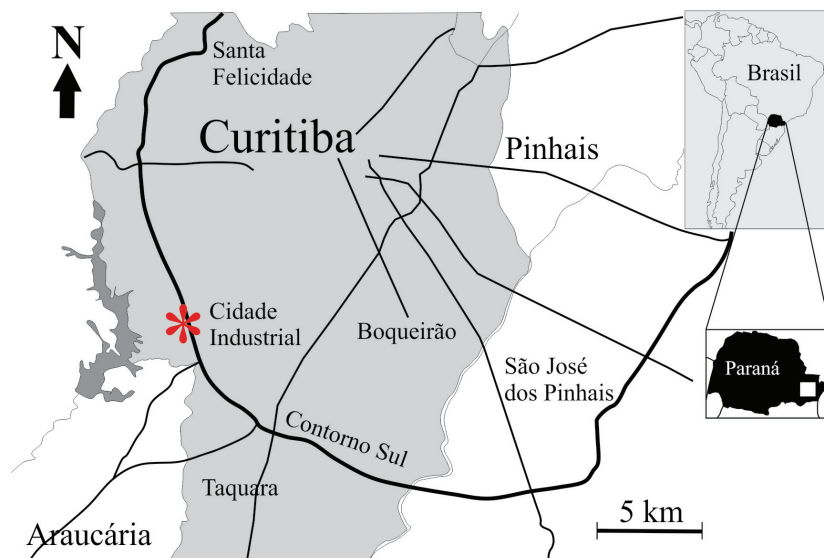 N
Santa
Felicidade
Brasil
Curitiba
Pinhais
Cidade
Industrial
Boqueirão
São José
dos Pinhais
Paraná
Contorno Sul
Taquara
5 km
Araucária